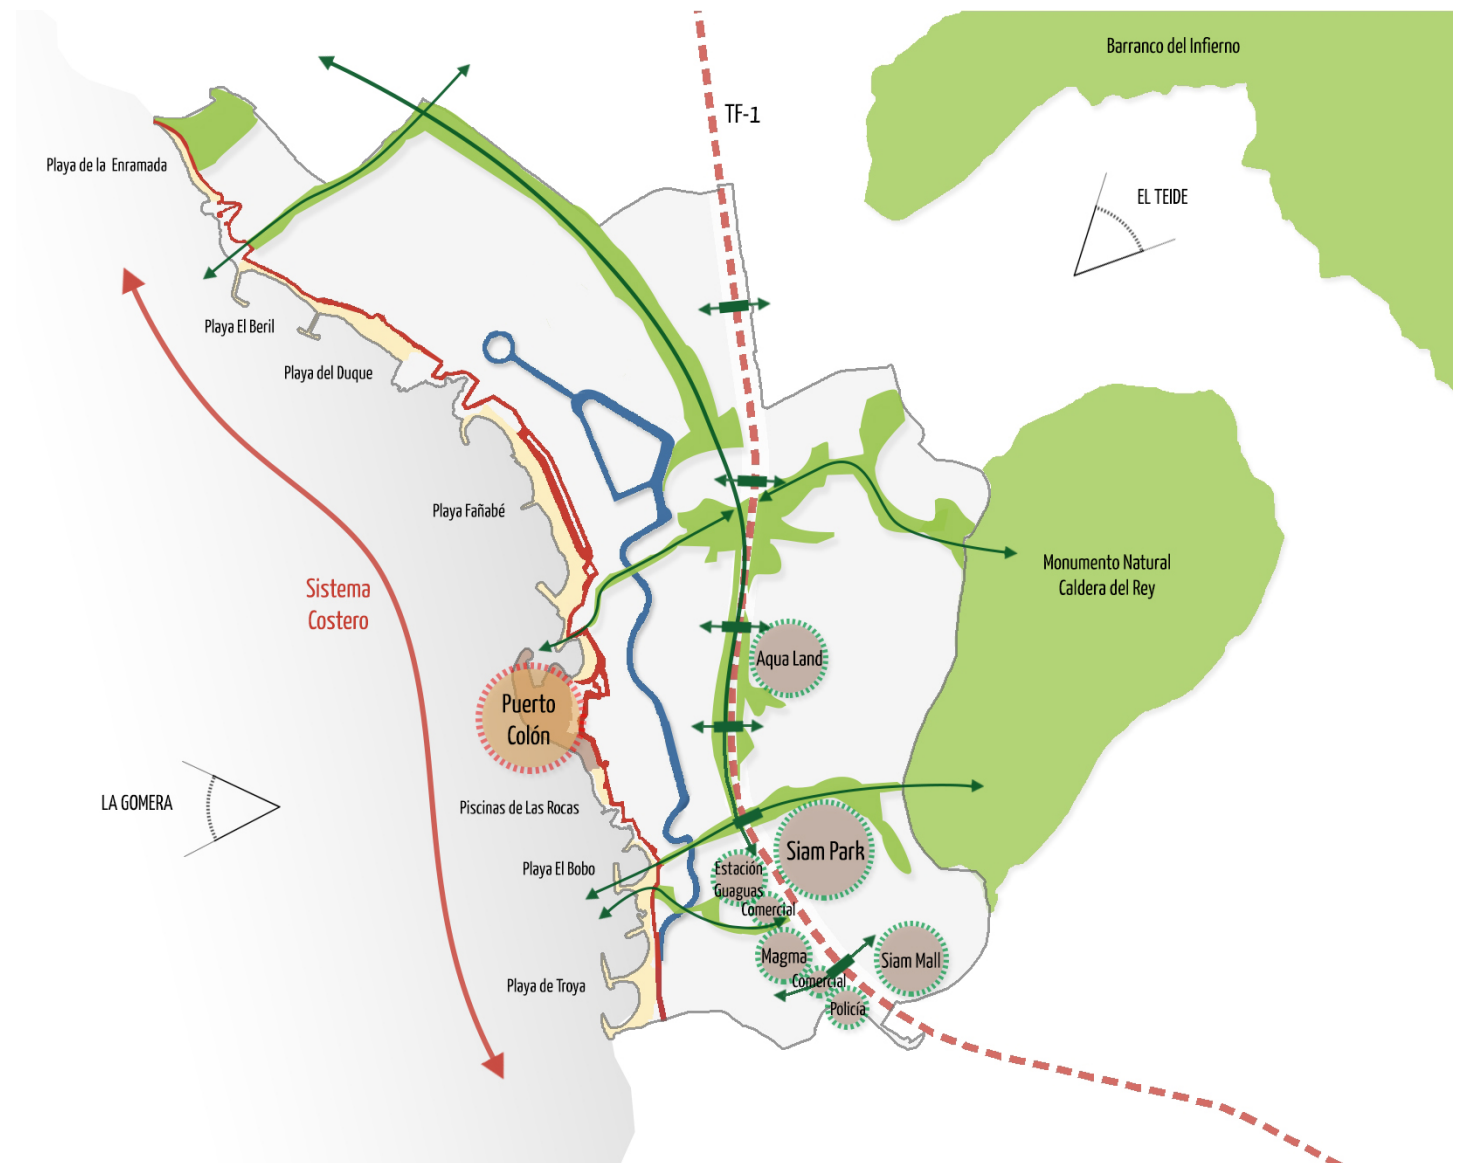 Barranco del Infierno
TF-1
Playa de la Enramada
EL TEIDE
Playa El Beril
Playa del Duque
Playa Fañabé
Monumento Natural
Caldera del Rey
Sistema
Costero
Aqua Land
Puerto
Colón
LA GOMERA
Piscinas de Las Rocas
Siam Park
Playa El Bobo
Estación
Guaguas
Comercial
Magma
Siam Mall
Comercial
Playa de Troya
Policía